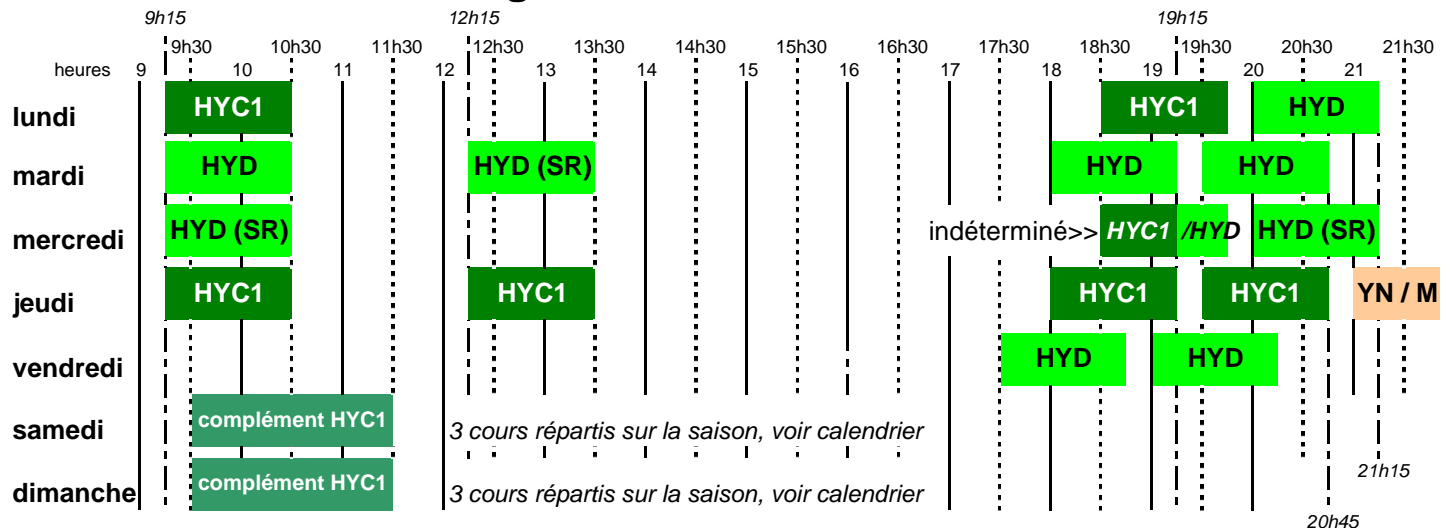 9h15 12h15 19h15
9h30 10h30 11h30 12h30 13h30 14h30 15h30 16h30 17h30 18h30 19h30 20h30 21h30
heures 9 10 11 12 13 14 15 16 17 18 19 20 21
lundi HYC1 HYC1 HYD
mardi HYD HYD (SR) HYD HYD
mercredi HYD (SR) indéterminé>> HYC1 /HYD HYD (SR)
jeudi HYC1 HYC1 HYC1 HYC1 YN / M
vendredi HYD HYD
samedi complément HYC1 3 cours répartis sur la saison, voir calendrier
dimanche complément HYC1 3 cours répartis sur la saison, voir calendrier
21h15
20h45